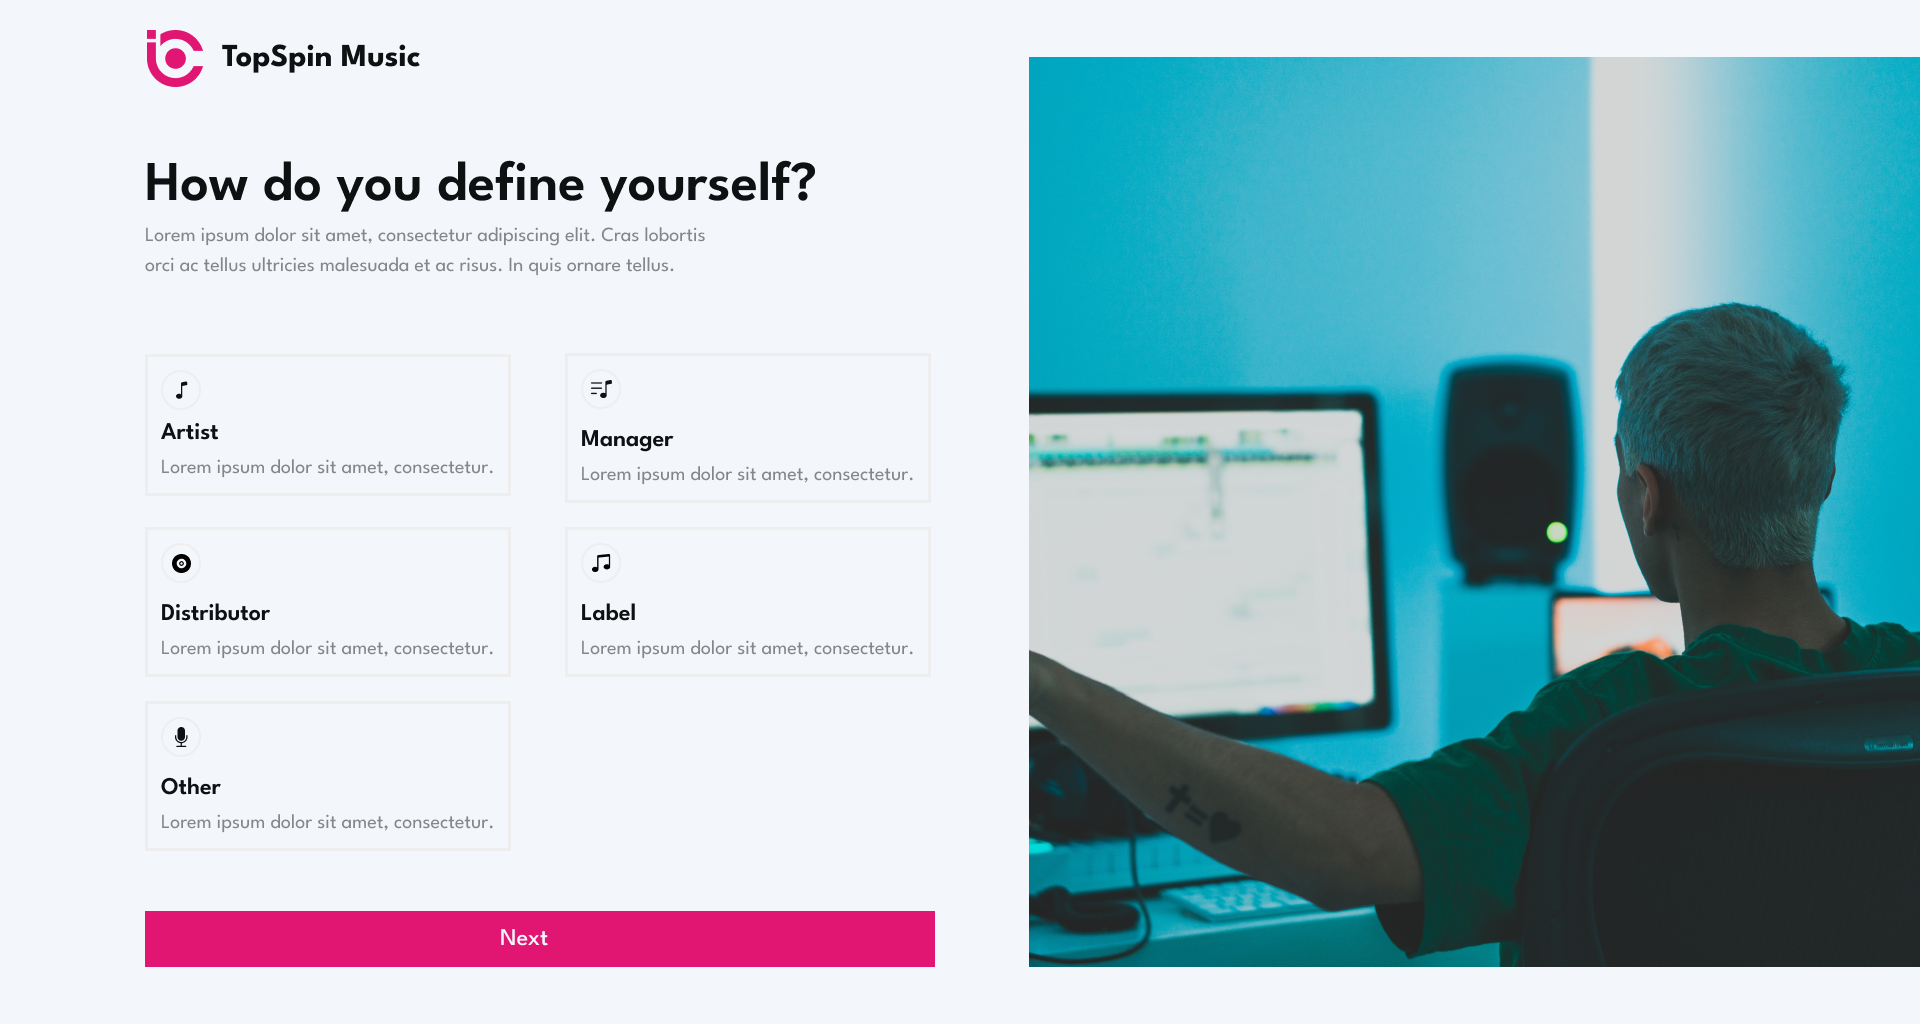 TopSpin Music
How do you define yourself?
Lorem ipsum dolor sit amet, consectetur adipiscing elit. Cras lobortis
orci ac tellus ultricies malesuada et ac risus. In quis ornare tellus.
Artist
Lorem ipsum dolor sit amet, consectetur.
Manager
Lorem ipsum dolor sit amet, consectetur.
Distributor
Lorem ipsum dolor sit amet, consectetur.
Label
Lorem ipsum dolor sit amet, consectetur.
Other
Lorem ipsum dolor sit amet, consectetur.
Next